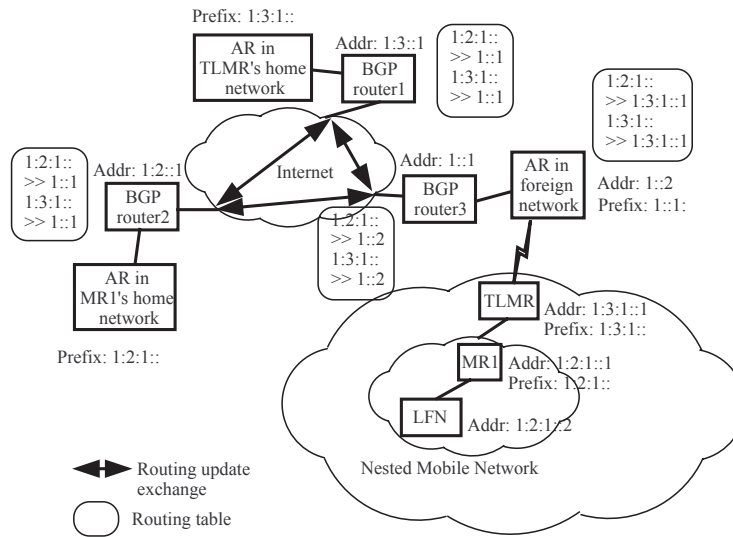 Prefix: 1:3:1::
AR in
TLMR's home
network
Addr: 1:3::1
BGP
router1
1:2:1::
>> 1::1
1:3:1::
>> 1::1
1:2:1::
>> 1:3:1::1
1:3:1::
>> 1:3:1::1
Internet
1:2:1::
>> 1::1
1:3:1::
>> 1::1
Addr: 1:2::1
BGP
router2
Addr: 1::1
BGP
router3
AR in
foreign
network
Addr: 1::2
Prefix: 1::1:
1:2:1::
>> 1::2
1:3:1::
>> 1::2
AR in
MR1's home
network
Prefix: 1:2:1::
TLMR
Addr: 1:3:1::1
Prefix: 1:3:1::
MR1
Addr: 1:2:1::1
Prefix: 1:2:1::
LFN
Addr: 1:2:1::2
Nested Mobile Network
Routing update
exchange
Routing table